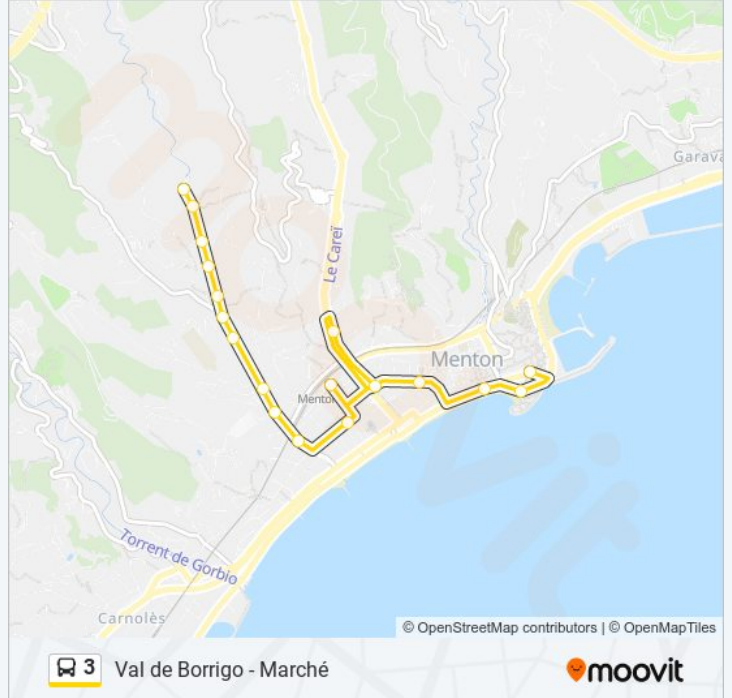 Garava
Le Careï
Menton
Menton
Torrent de Gorbio
Carnolès
© OpenStreetMap contributors | © OpenMapTiles
3 Val de Borrigo - Marché
moovit